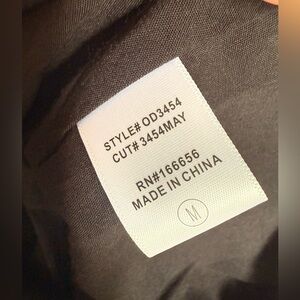 STYLE# OD3454
CUT# 3454MAY
RN#166656
MADE IN CHINA
M